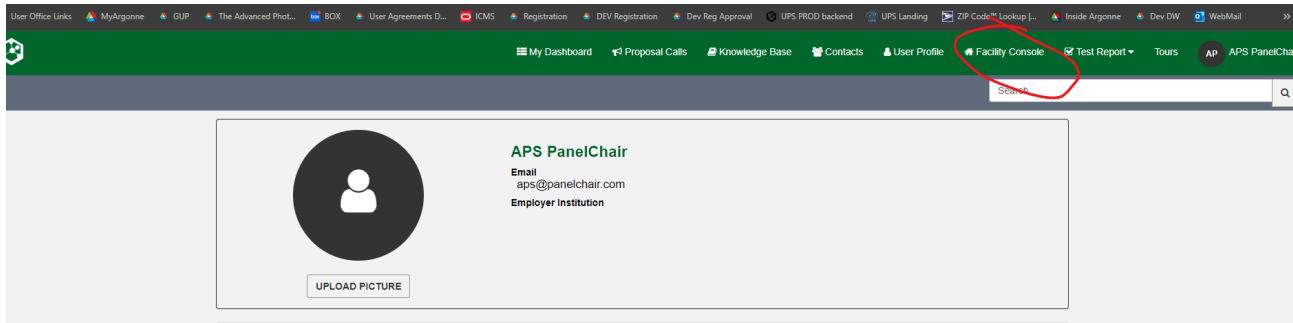 User Office Links MyArgonne GUP The Advanced Phot... BOX User Agreements D... ICMS Registration DEV Registration Dev Reg Approval UPS PROD backend UPS Landing ZIP Code™ Lookup |... Inside Argonne Dev DW WebMail »
My Dashboard Proposal Calls Knowledge Base Contacts User Profile Facility Console Test Report Tours AP APS PanelCha
Search
APS PanelChair
Email
aps@panelchair.com
Employer Institution
UPLOAD PICTURE